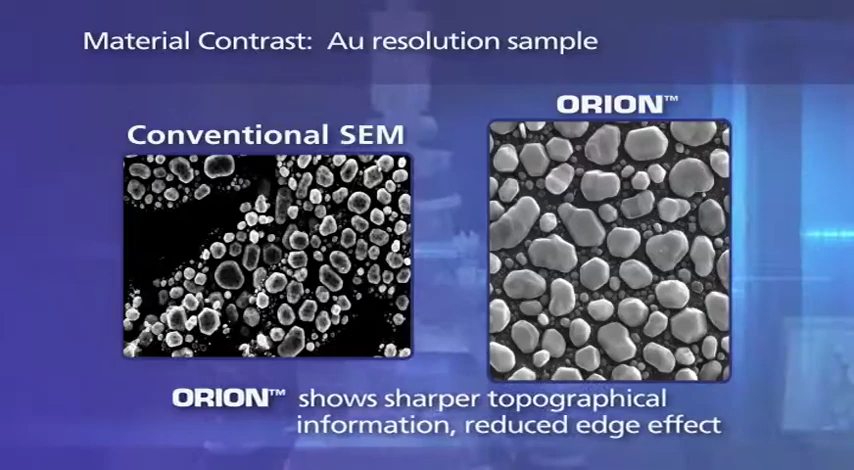 Material Contrast: Au resolution sample
ORION™
Conventional SEM
ORION™ shows sharper topographical
information, reduced edge effect